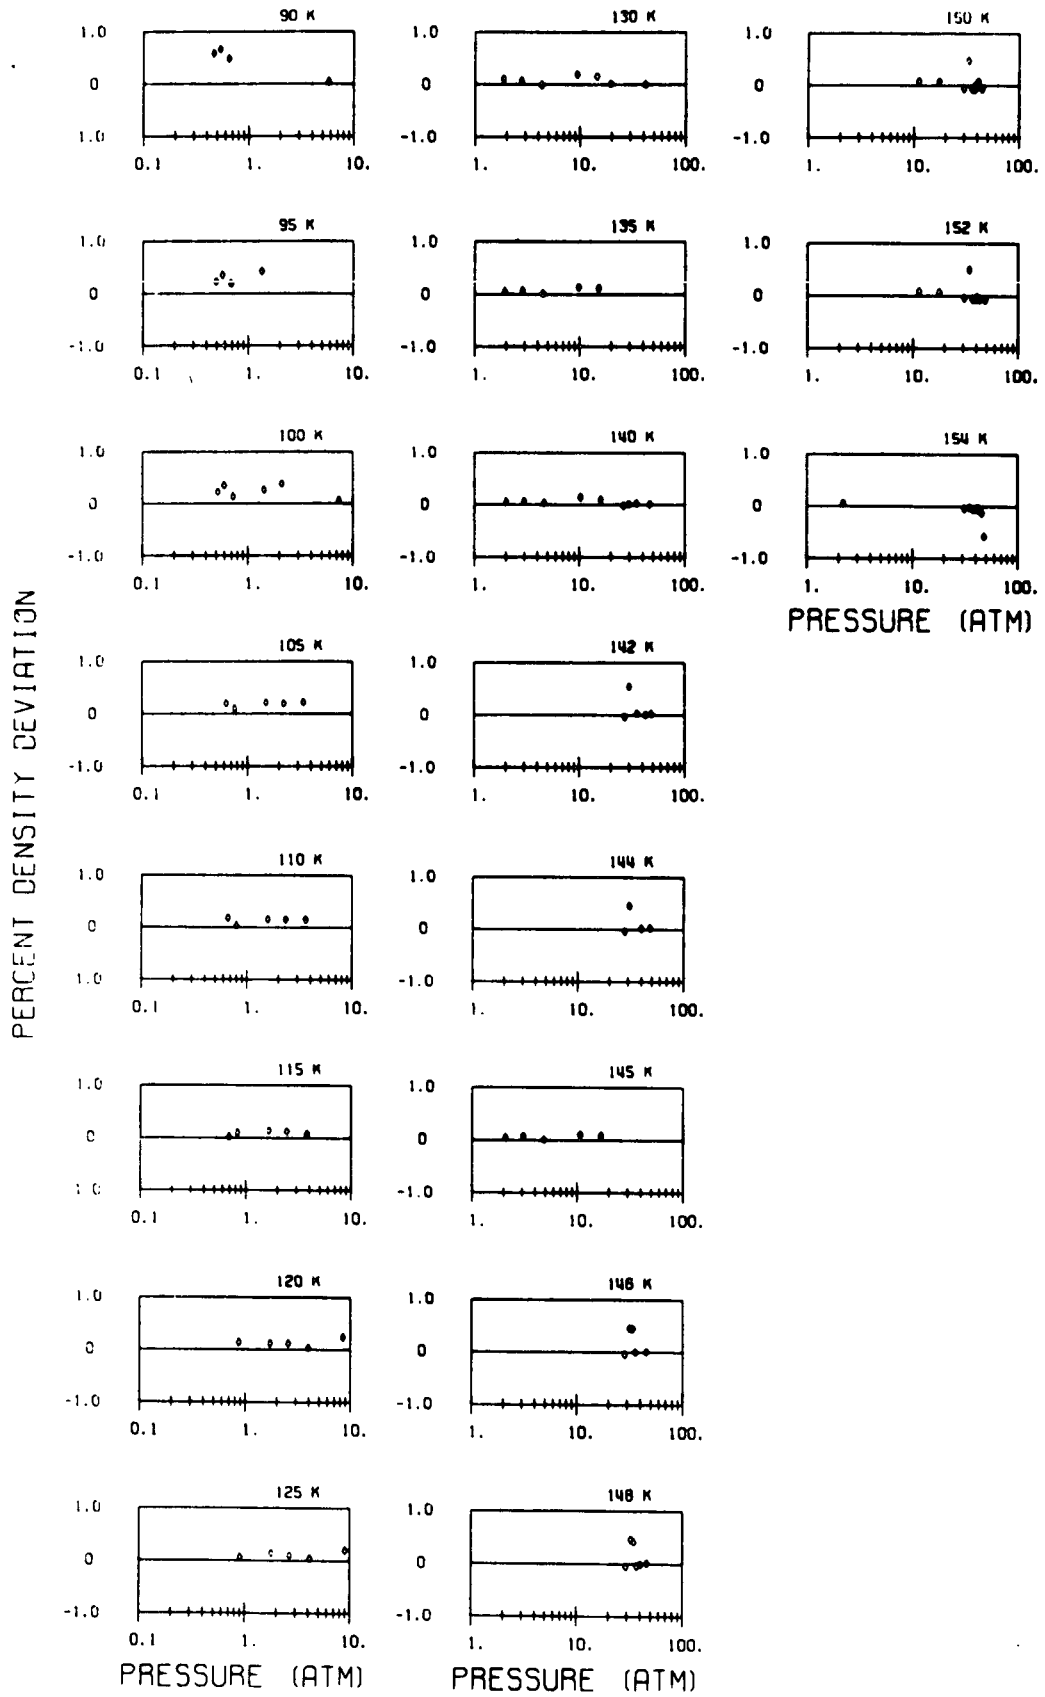 PERCENT DENSITY DEVIATION
90 K
1.0
0
1.0
0.1 1. 10.
95 K
1.0
0
-1.0
0.1 1. 10.
100 K
1.0
0
-1.0
0.1 1. 10.
105 K
1.0
0
-1.0
0.1 1. 10.
110 K
1.0
0
1.0
0.1 1. 10.
115 K
1.0
0
1.0
0.1 1. 10.
120 K
1.0
0
-1.0
0.1 1. 10.
125 K
1.0
0
-1.0
0.1 1. 10.
PRESSURE (ATM)
130 K
1.0
0
-1.0
1. 10. 100.
135 K
1.0
0
-1.0
1. 10. 100.
140 K
1.0
0
-1.0
1. 10. 100.
142 K
1.0
0
-1.0
1. 10. 100.
144 K
1.0
0
-1.0
1. 10. 100.
145 K
1.0
0
-1.0
1. 10. 100.
146 K
1.0
0
-1.0
1. 10. 100.
148 K
1.0
0
-1.0
1. 10. 100.
PRESSURE (ATM)
150 K
1.0
0
-1.0
1. 10. 100.
152 K
1.0
0
-1.0
1. 10. 100.
154 K
1.0
0
-1.0
1. 10. 100.
PRESSURE (ATM)